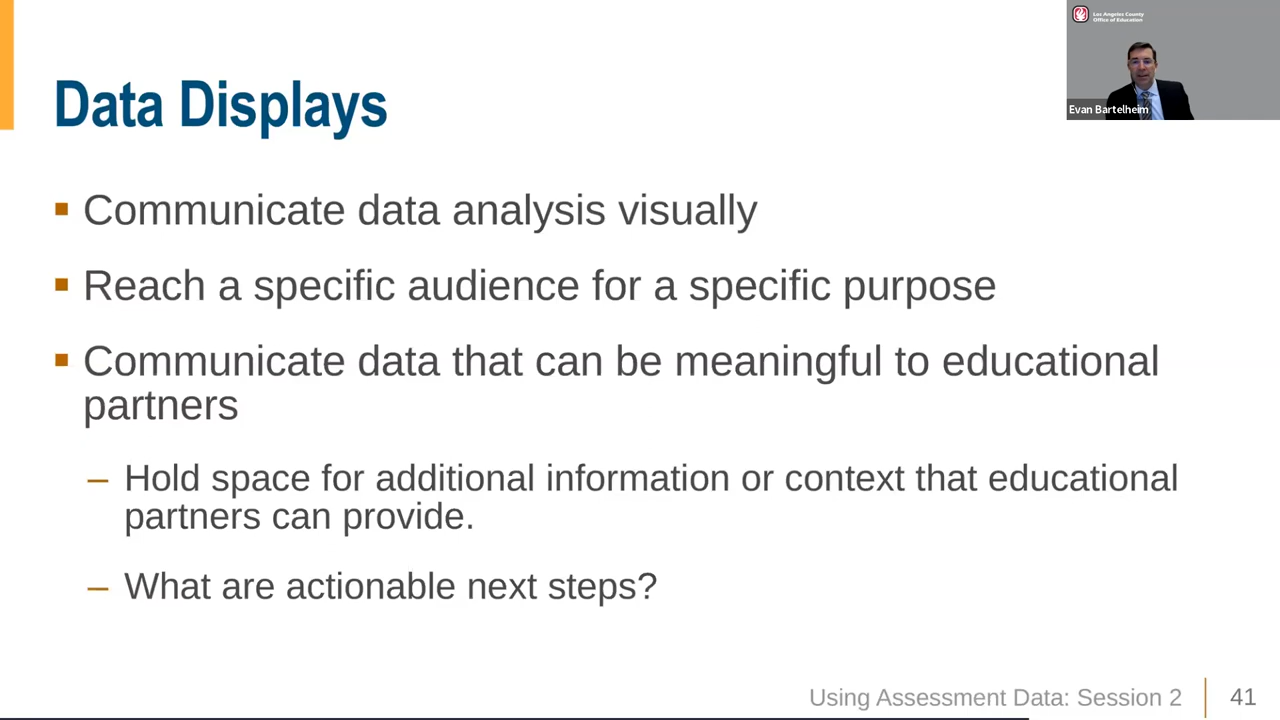 Los Angeles County
Office of Education
Evan Bartelheim
Data Displays
Communicate data analysis visually
Reach a specific audience for a specific purpose
Communicate data that can be meaningful to educational
partners
– Hold space for additional information or context that educational
partners can provide.
– What are actionable next steps?
Using Assessment Data: Session 2
41